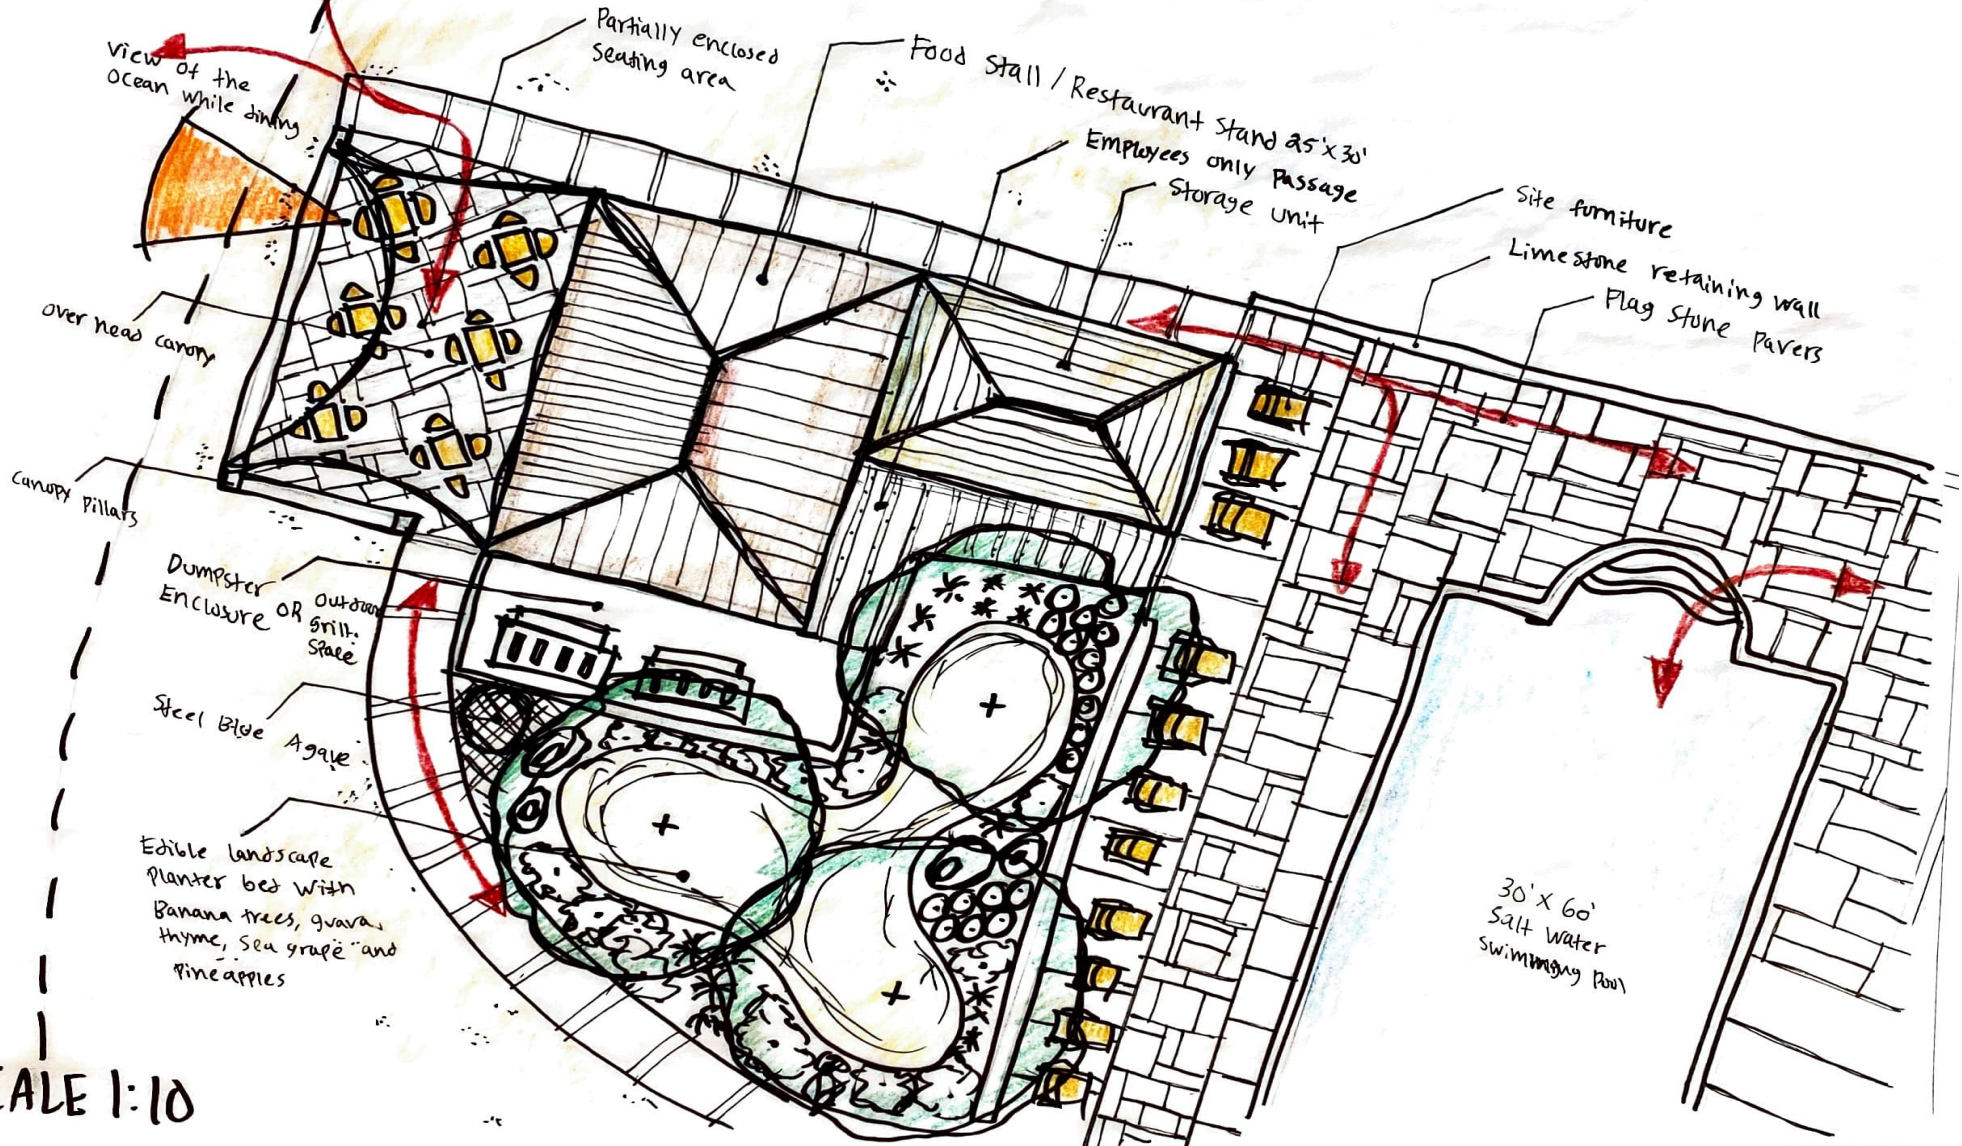 View of the
Ocean while dining
Partially enclosed
Seating area
Food Stall / Restaurant Stand 25'x30'
Employees only Passage
Storage unit
Site furniture
Limestone retaining wall
Flag Stone Pavers
Over head canopy
Canopy Pillars
Dumpster
Enclosure OR Outdoor
grill
Space
Steel Blue Agave
Edible landscape
Planter bed with
Banana trees, guava,
thyme, sea grape and
Pineapples
30' x 60'
Salt water
Swimming Pool
CALE 1:10